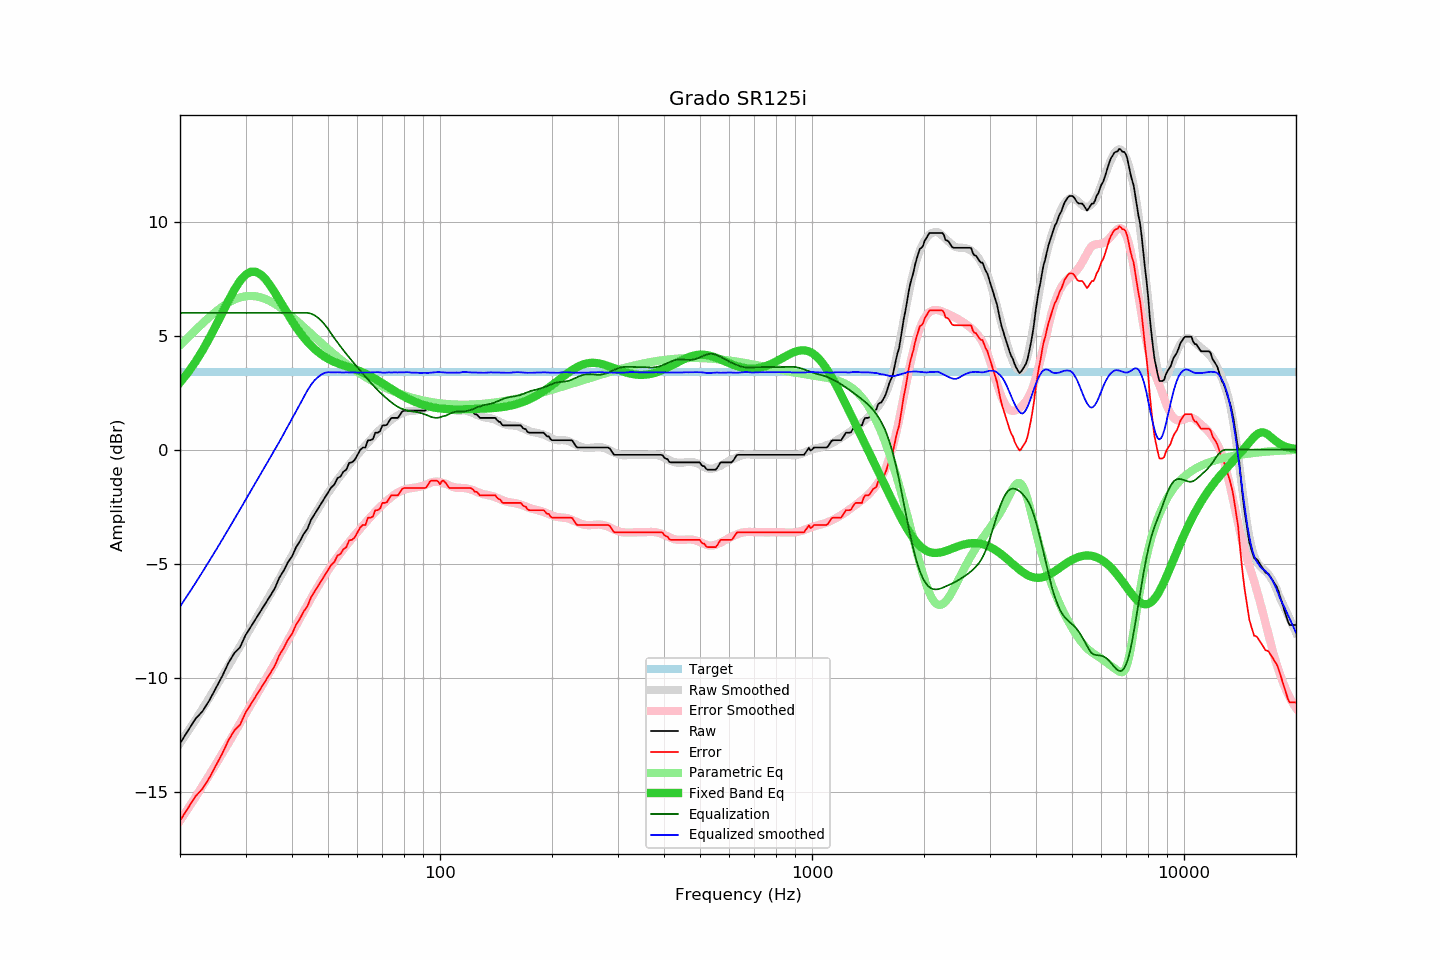 Grado SR125i
Amplitude (dBr)
10
5
0
−5
−10
−15
Target
Raw Smoothed
Error Smoothed
Raw
Error
Parametric Eq
Fixed Band Eq
Equalization
Equalized smoothed
100
1000
10000
Frequency (Hz)